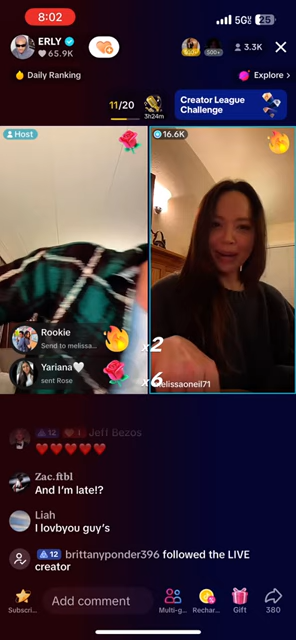 8:02
5G
25
ERLY
65.9K
3.3K
500+
Daily Ranking
Explore >
11/20
3h24m
Creator League
Challenge
Host
16.6K
Rookie
Send to melissa...
x2
Yariana🤍
sent Rose
x6
elissaoneil71
12
Jeff Bezos
❤️❤️❤️❤️❤️
Zac.ftbl
And I'm late!?
Liah
I lovbyou guy's
12 brittanyponder396 followed the LIVE
creator
Subscri...
Add comment
Multi-g...
Rechar...
Gift
380